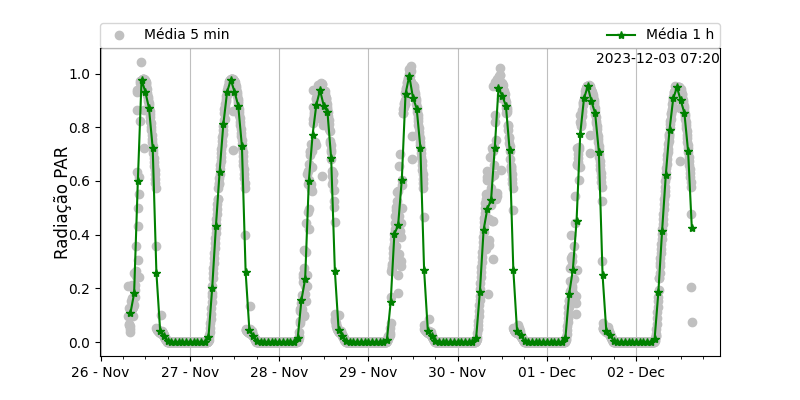 Média 5 min
Média 1 h
2023-12-03 07:20
Radiação PAR
1.0
0.8
0.6
0.4
0.2
0.0
26 - Nov
27 - Nov
28 - Nov
29 - Nov
30 - Nov
01 - Dec
02 - Dec